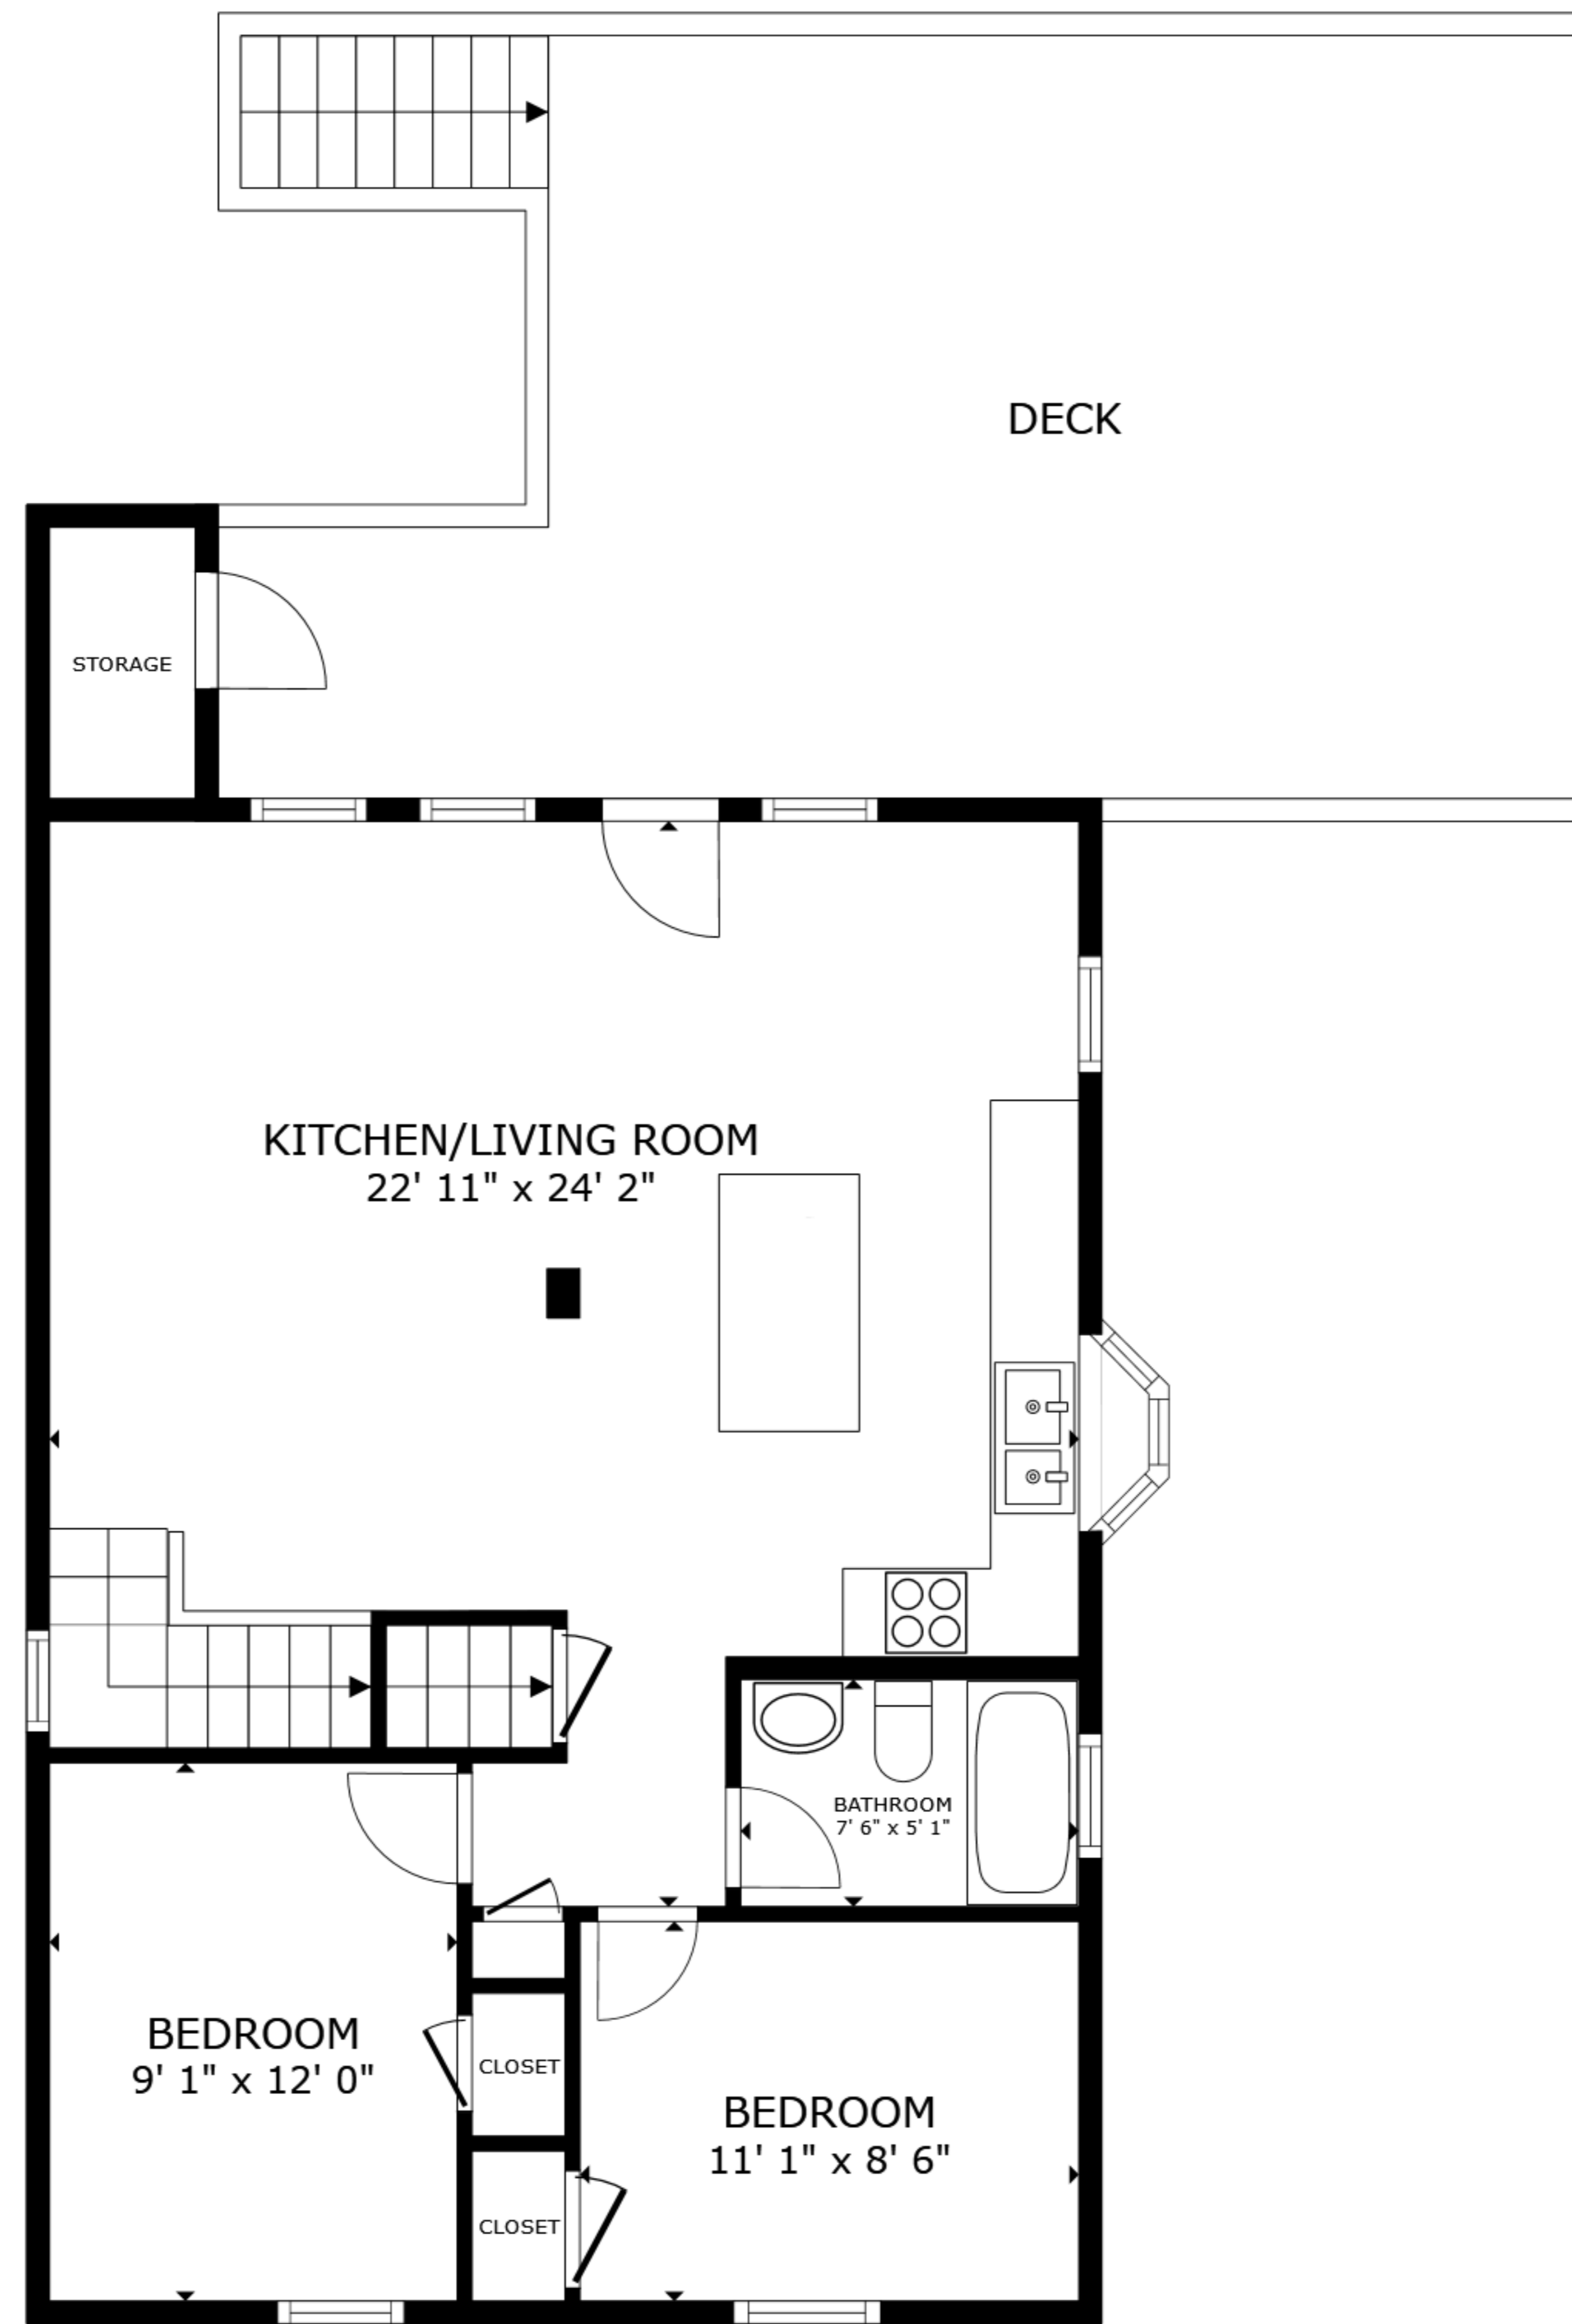 DECK
STORAGE
KITCHEN/LIVING ROOM
22' 11" x 24' 2"
BATHROOM
7' 6" x 5' 1"
BEDROOM
9' 1" x 12' 0"
CLOSET
BEDROOM
11' 1" x 8' 6"
CLOSET